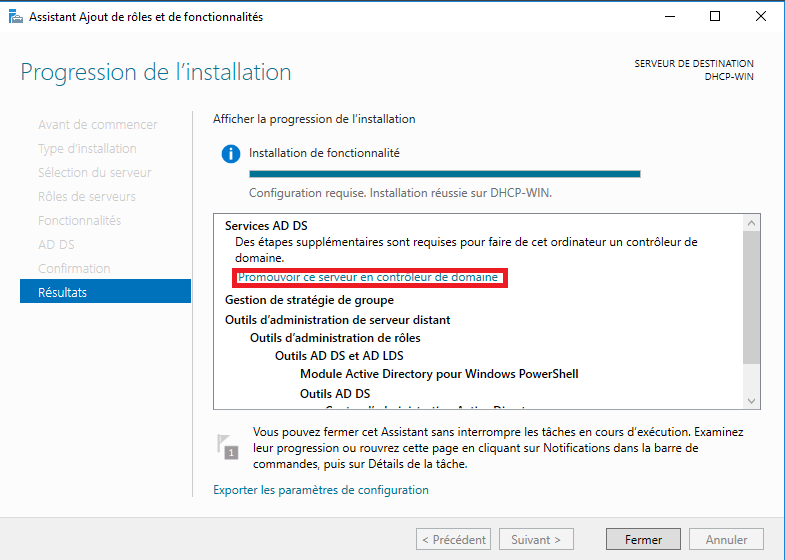 Assistant Ajout de rôles et de fonctionnalités
Progression de l'installation
SERVEUR DE DESTINATION
DHCP-WIN
Avant de commencer
Type d'installation
Sélection du serveur
Rôles de serveurs
Fonctionnalités
AD DS
Confirmation
Résultats
Afficher la progression de l'installation
Installation de fonctionnalité
Configuration requise. Installation réussie sur DHCP-WIN.
Services AD DS
Des étapes supplémentaires sont requises pour faire de cet ordinateur un contrôleur de
domaine.
Promouvoir ce serveur en contrôleur de domaine
Gestion de stratégie de groupe
Outils d'administration de serveur distant
Outils d'administration de rôles
Outils AD DS et AD LDS
Module Active Directory pour Windows PowerShell
Outils AD DS
1
Vous pouvez fermer cet Assistant sans interrompre les tâches en cours d'exécution. Examinez
leur progression ou rouvrez cette page en cliquant sur Notifications dans la barre de
commandes, puis sur Détails de la tâche.
Exporter les paramètres de configuration
< Précédent
Suivant >
Fermer
Annuler